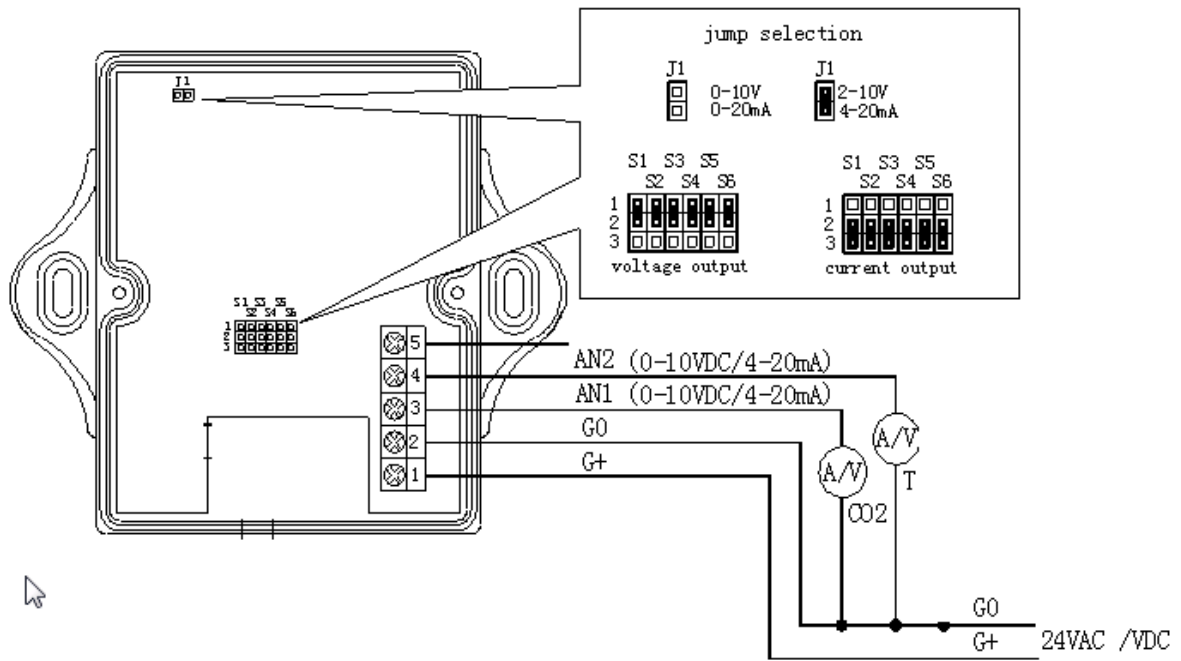 jump selection
J1
J1
J1
0-10V
2-10V
0-20mA
4-20mA
S1 S3 S5
S2 S4 S6
1
2
3
voltage output
S1 S3 S5
S2 S4 S6
1
2
3
current output
S1 S3 S5
S2 S4 S6
1
2
3
5
4
3
2
1
AN2 (0-10VDC/4-20mA)
AN1 (0-10VDC/4-20mA)
G0
G+
A/V
T
A/V
CO2
G0
G+
24VAC /VDC